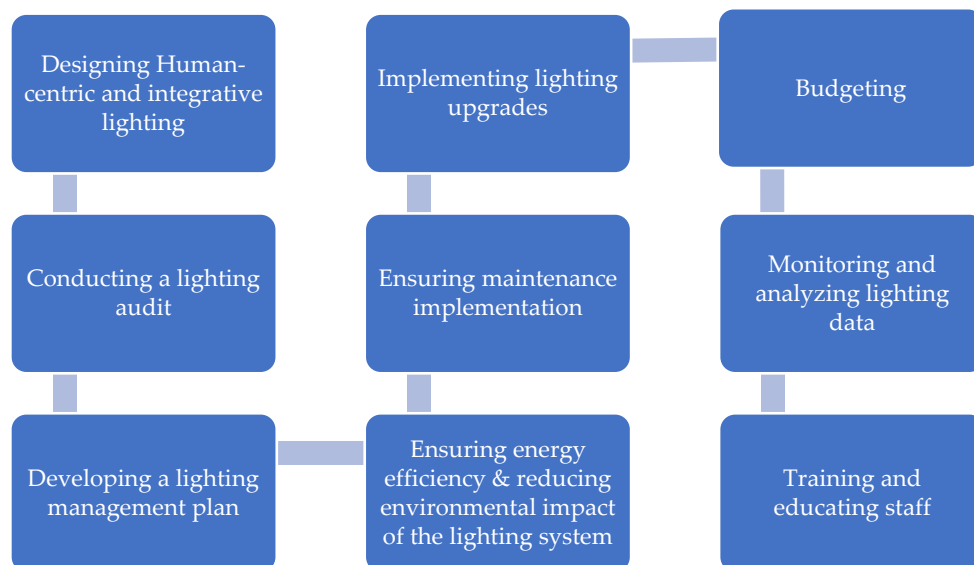 Designing Human-
centric and integrative
lighting
Conducting a lighting
audit
Developing a lighting
management plan
Ensuring energy
efficiency & reducing
environmental impact
of the lighting system
Ensuring maintenance
implementation
Implementing lighting
upgrades
Budgeting
Monitoring and
analyzing lighting
data
Training and
educating staff